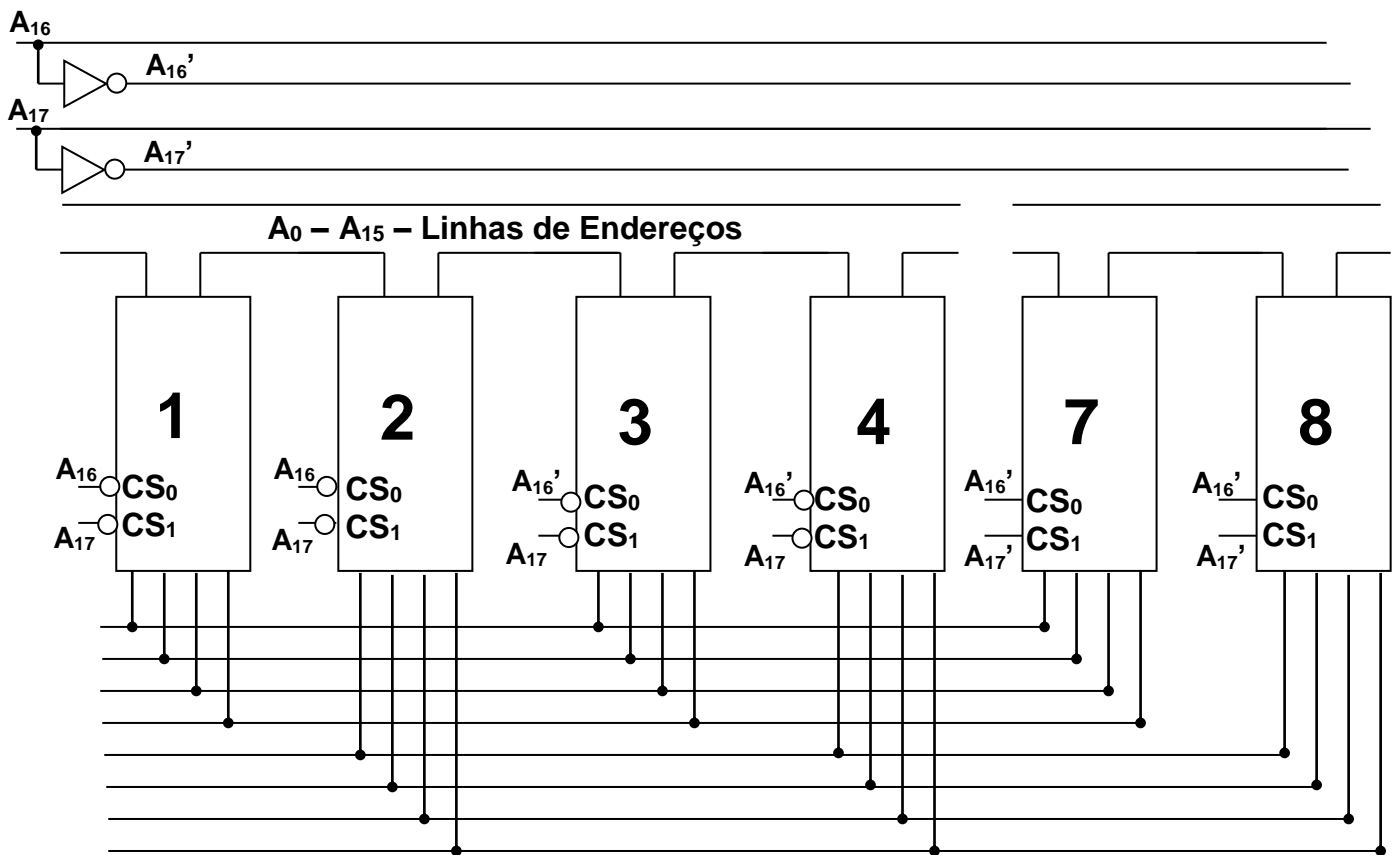 A₁₆
A₁₆’
A₁₇
A₁₇’
A₀ – A₁₅ – Linhas de Endereços
1
2
3
4
7
8
A₁₆ CS₀
A₁₇ CS₁
A₁₆ CS₀
A₁₇ CS₁
A₁₆’ CS₀
A₁₇ CS₁
A₁₆’ CS₀
A₁₇ CS₁
A₁₆’ CS₀
A₁₇’ CS₁
A₁₆’ CS₀
A₁₇’ CS₁